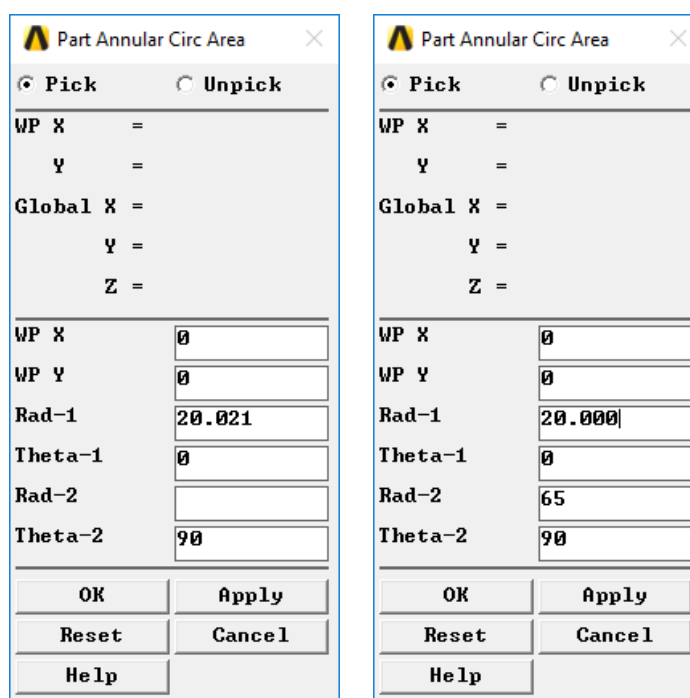 Part Annular Circ Area
Pick Unpick
WP X =
Y =
Global X =
Y =
Z =
WP X 0
WP Y 0
Rad-1 20.021
Theta-1 0
Rad-2
Theta-2 90
OK Apply
Reset Cancel
Help
Part Annular Circ Area
Pick Unpick
WP X =
Y =
Global X =
Y =
Z =
WP X 0
WP Y 0
Rad-1 20.000
Theta-1 0
Rad-2 65
Theta-2 90
OK Apply
Reset Cancel
Help